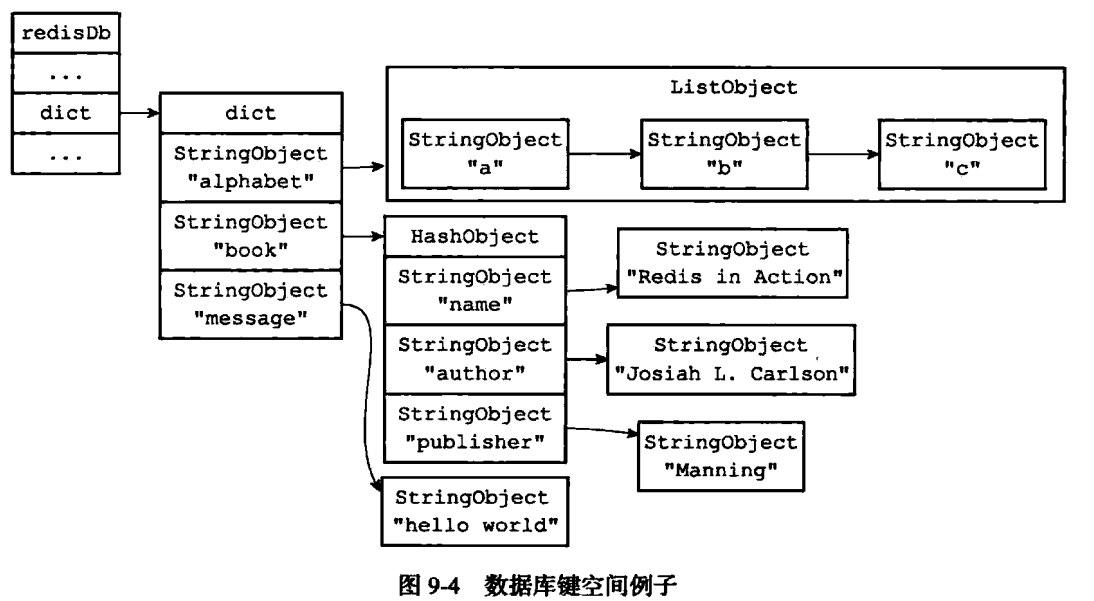 redisDb
...
dict
...
dict
StringObject
"alphabet"
StringObject
"book"
StringObject
"message"
ListObject
StringObject
"a"
StringObject
"b"
StringObject
"c"
HashObject
StringObject
"name"
StringObject
"author"
StringObject
"publisher"
StringObject
"Redis in Action"
StringObject
"Josiah L. Carlson"
StringObject
"Manning"
StringObject
"hello world"
图 9-4 数据库键空间例子